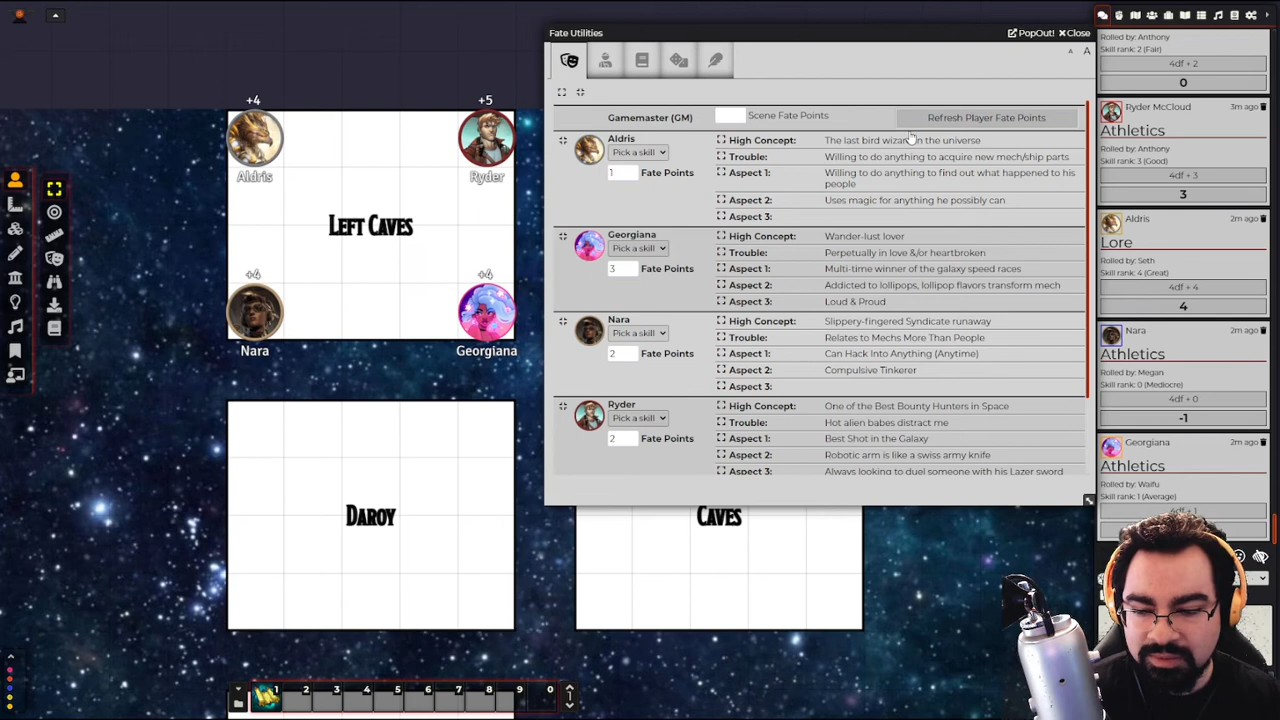 Fate Utilities
PopOut! Close
A A
Gamemaster (GM) Scene Fate Points Refresh Player Fate Points
Aldris
Pick a skill
1 Fate Points
High Concept: The last bird wizard in the universe
Trouble: Willing to do anything to acquire new mech/ship parts
Aspect 1: Willing to do anything to find out what happened to his
people
Aspect 2: Uses magic for anything he possibly can
Aspect 3:
Georgiana
Pick a skill
3 Fate Points
High Concept: Wander-lust lover
Trouble: Perpetually in love &/or heartbroken
Aspect 1: Multi-time winner of the galaxy speed races
Aspect 2: Addicted to lollipops, lollipop flavors transform mech
Aspect 3: Loud & Proud
Nara
Pick a skill
2 Fate Points
High Concept: Slippery-fingered Syndicate runaway
Trouble: Relates to Mechs More Than People
Aspect 1: Can Hack Into Anything (Anytime)
Aspect 2: Compulsive Tinkerer
Aspect 3:
Ryder
Pick a skill
2 Fate Points
High Concept: One of the Best Bounty Hunters in Space
Trouble: Hot alien babes distract me
Aspect 1: Best Shot in the Galaxy
Aspect 2: Robotic arm is like a swiss army knife
Aspect 3: Always looking to duel someone with his Lazer sword
+4 +5
Aldris Ryder
Left Caves
+4 +4
Nara Georgiana
Daroy
Caves
1 2 3 4 5 6 7 8 9 0
1
Rolled by: Anthony
Skill rank: 2 (Fair)
4df + 2
0
Ryder McCloud 3m ago
Athletics
Rolled by: Anthony
Skill rank: 3 (Good)
4df + 3
3
Aldris 2m ago
Lore
Rolled by: Seth
Skill rank: 4 (Great)
4df + 4
4
Nara 2m ago
Athletics
Rolled by: Megan
Skill rank: 0 (Mediocre)
4df + 0
-1
Georgiana 2m ago
Athletics
Rolled by: Waifu
Skill rank: 1 (Average)
4df + 1